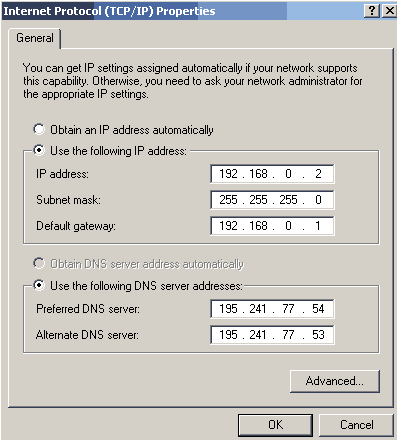 Internet Protocol (TCP/IP) Properties
General
You can get IP settings assigned automatically if your network supports
this capability. Otherwise, you need to ask your network administrator for
the appropriate IP settings.
Obtain an IP address automatically
Use the following IP address:
IP address: 192 . 168 . 0 . 2
Subnet mask: 255 . 255 . 255 . 0
Default gateway: 192 . 168 . 0 . 1
Obtain DNS server address automatically
Use the following DNS server addresses:
Preferred DNS server: 195 . 241 . 77 . 54
Alternate DNS server: 195 . 241 . 77 . 53
Advanced...
OK Cancel